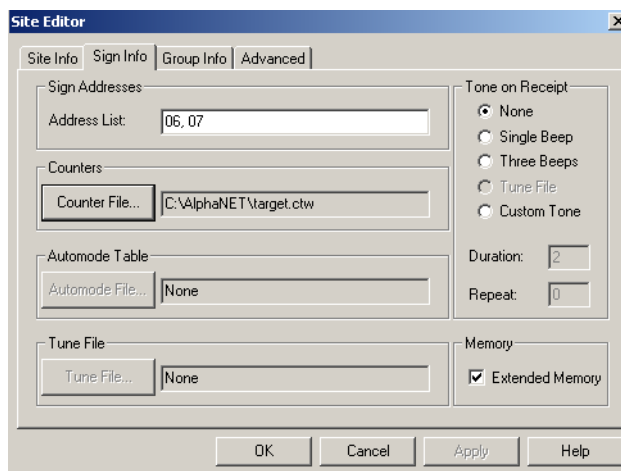 Site Editor
Site Info Sign Info Group Info Advanced
Sign Addresses
Address List: 06, 07
Counters
Counter File... C:\AlphaNET\target.ctw
Automode Table
Automode File... None
Tune File
Tune File... None
Tone on Receipt
None
Single Beep
Three Beeps
Tune File
Custom Tone
Duration: 2
Repeat: 0
Memory
Extended Memory
OK Cancel Apply Help